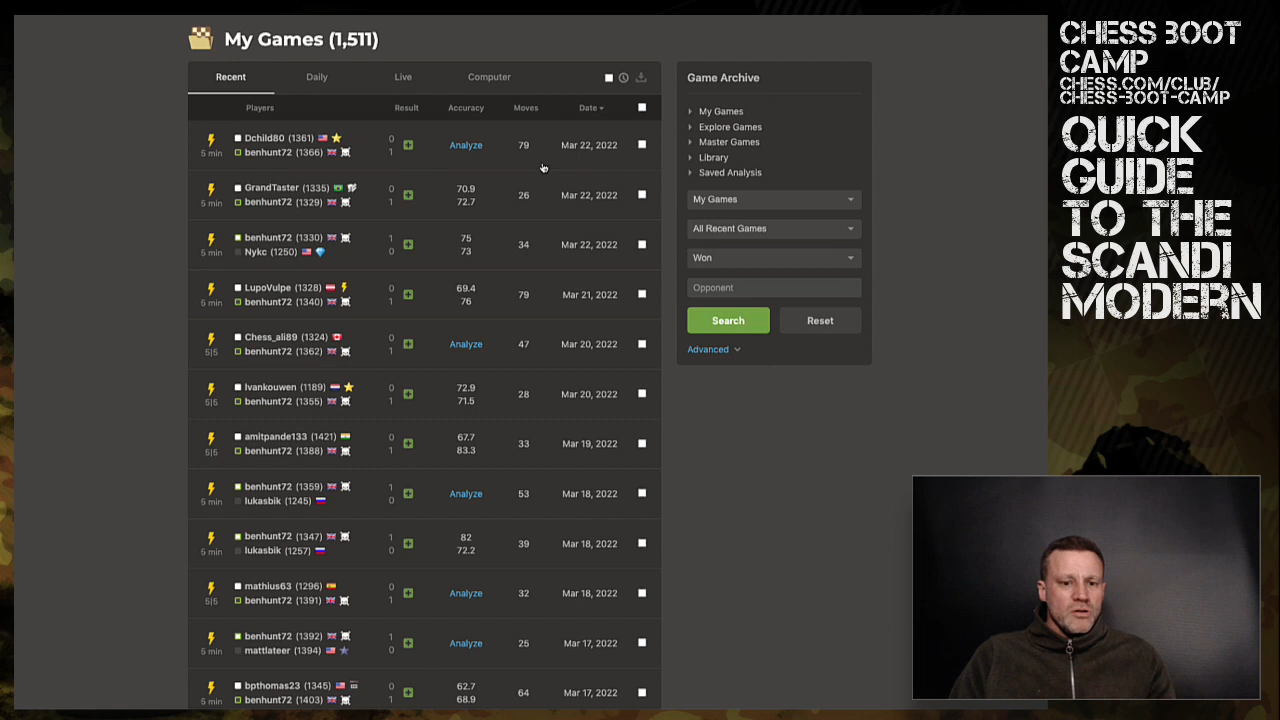 My Games (1,511)
Recent Daily Live Computer
Players Result Accuracy Moves Date
5 min
Dchild80 (1361) 0
benhunt72 (1366) 1
Analyze 79 Mar 22, 2022
5 min
GrandTaster (1335) 0 70.9
benhunt72 (1329) 1 72.7
26 Mar 22, 2022
5 min
benhunt72 (1330) 1 75
Nykc (1250) 0 73
34 Mar 22, 2022
5 min
LupoVulpe (1328) 0 69.4
benhunt72 (1340) 1 76
79 Mar 21, 2022
5|5
Chess_ali89 (1324) 0
benhunt72 (1362) 1
Analyze 47 Mar 20, 2022
5|5
Ivankouwen (1189) 0 72.9
benhunt72 (1355) 1 71.5
28 Mar 20, 2022
5|5
amitpande133 (1421) 0 67.7
benhunt72 (1388) 1 83.3
33 Mar 19, 2022
5 min
benhunt72 (1359) 1
lukasbik (1245) 0
Analyze 53 Mar 18, 2022
5 min
benhunt72 (1347) 1 82
lukasbik (1257) 0 72.2
39 Mar 18, 2022
5|5
mathius63 (1296) 0
benhunt72 (1391) 1
Analyze 32 Mar 18, 2022
5 min
benhunt72 (1392) 1
mattlateer (1394) 0
Analyze 25 Mar 17, 2022
5 min
bpthomas23 (1345) 0 62.7
benhunt72 (1403) 1 68.9
64 Mar 17, 2022
Game Archive
My Games
Explore Games
Master Games
Library
Saved Analysis
My Games
All Recent Games
Won
Opponent
Search Reset
Advanced
CHESS BOOT
CAMP
CHESS.COM/CLUB/
CHESS-BOOT-CAMP
QUICK
GUIDE
TO THE
SCANDI
MODERN